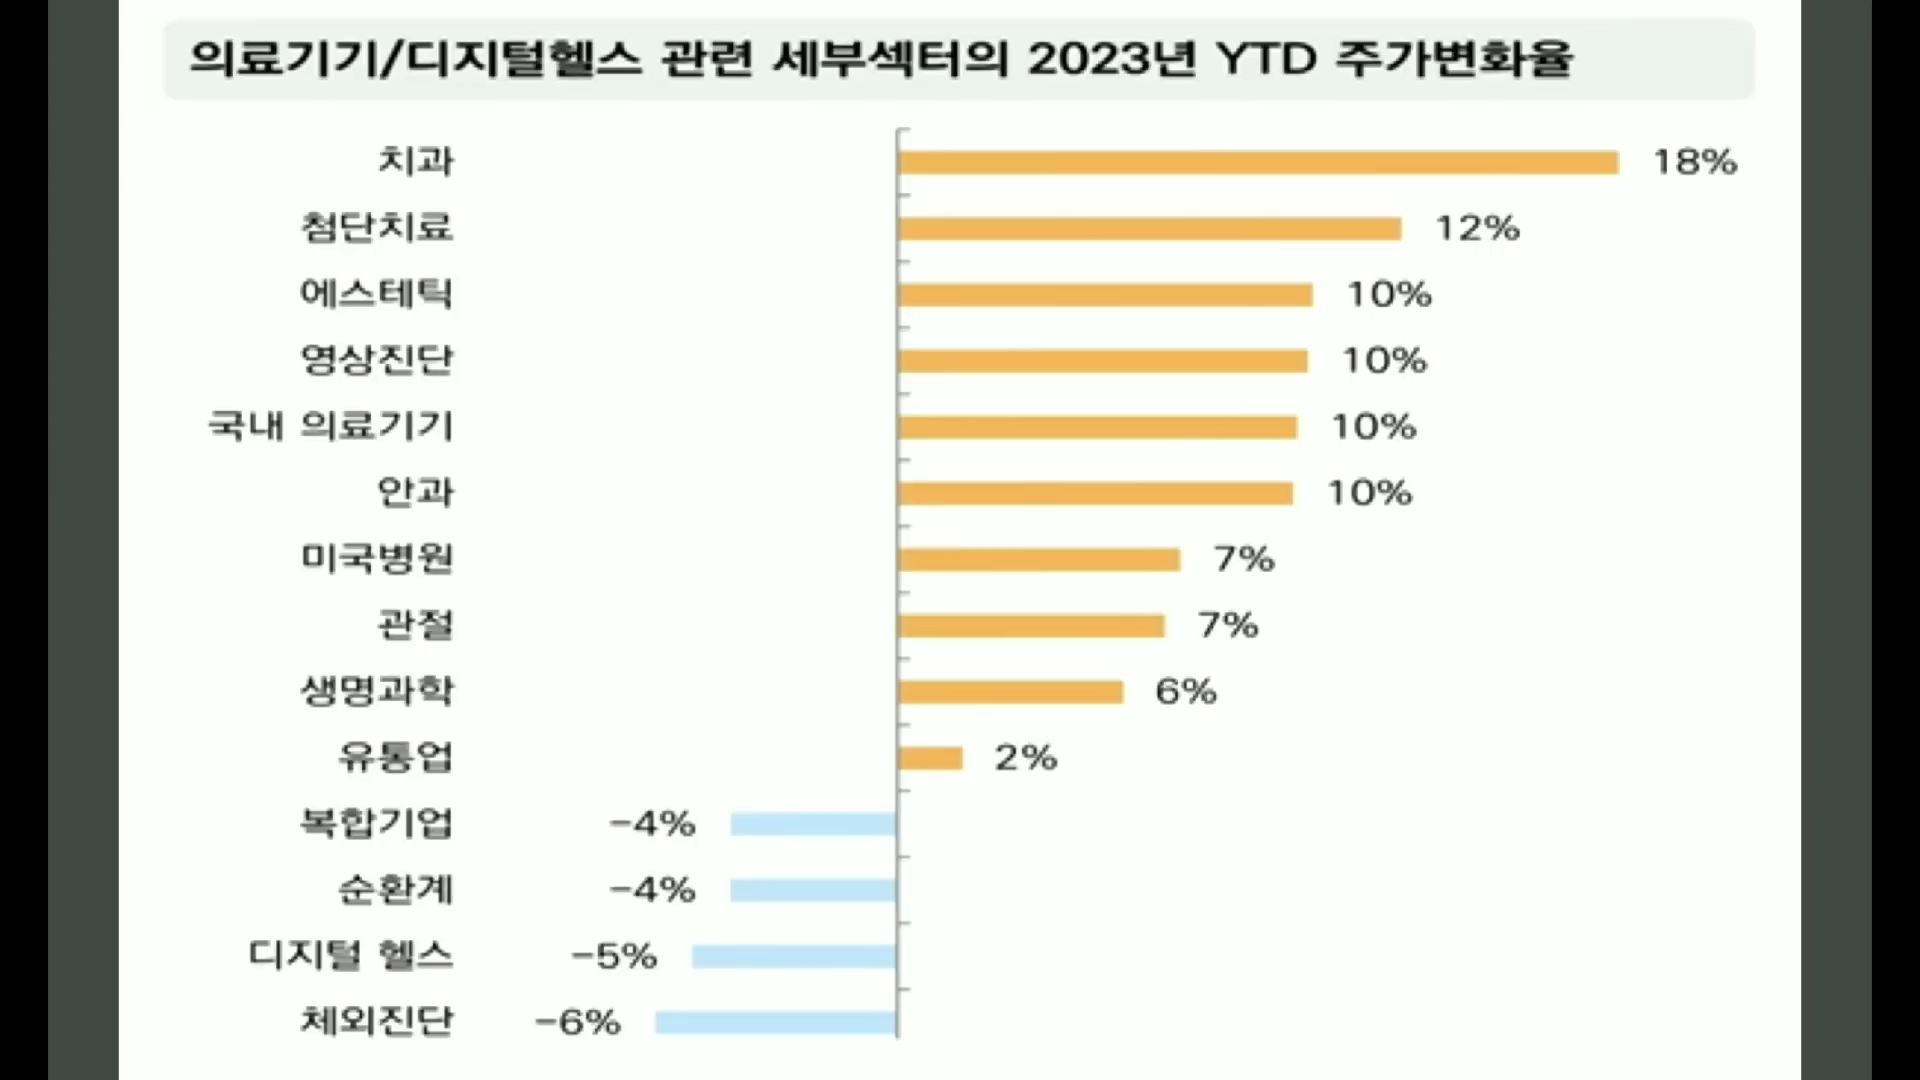 의료기기/디지털헬스 관련 세부섹터의 2023년 YTD 주가변화율
치과 18%
첨단치료 12%
에스테틱 10%
영상진단 10%
국내 의료기기 10%
안과 10%
미국병원 7%
관절 7%
생명과학 6%
유통업 2%
복합기업 -4%
순환계 -4%
디지털 헬스 -5%
체외진단 -6%